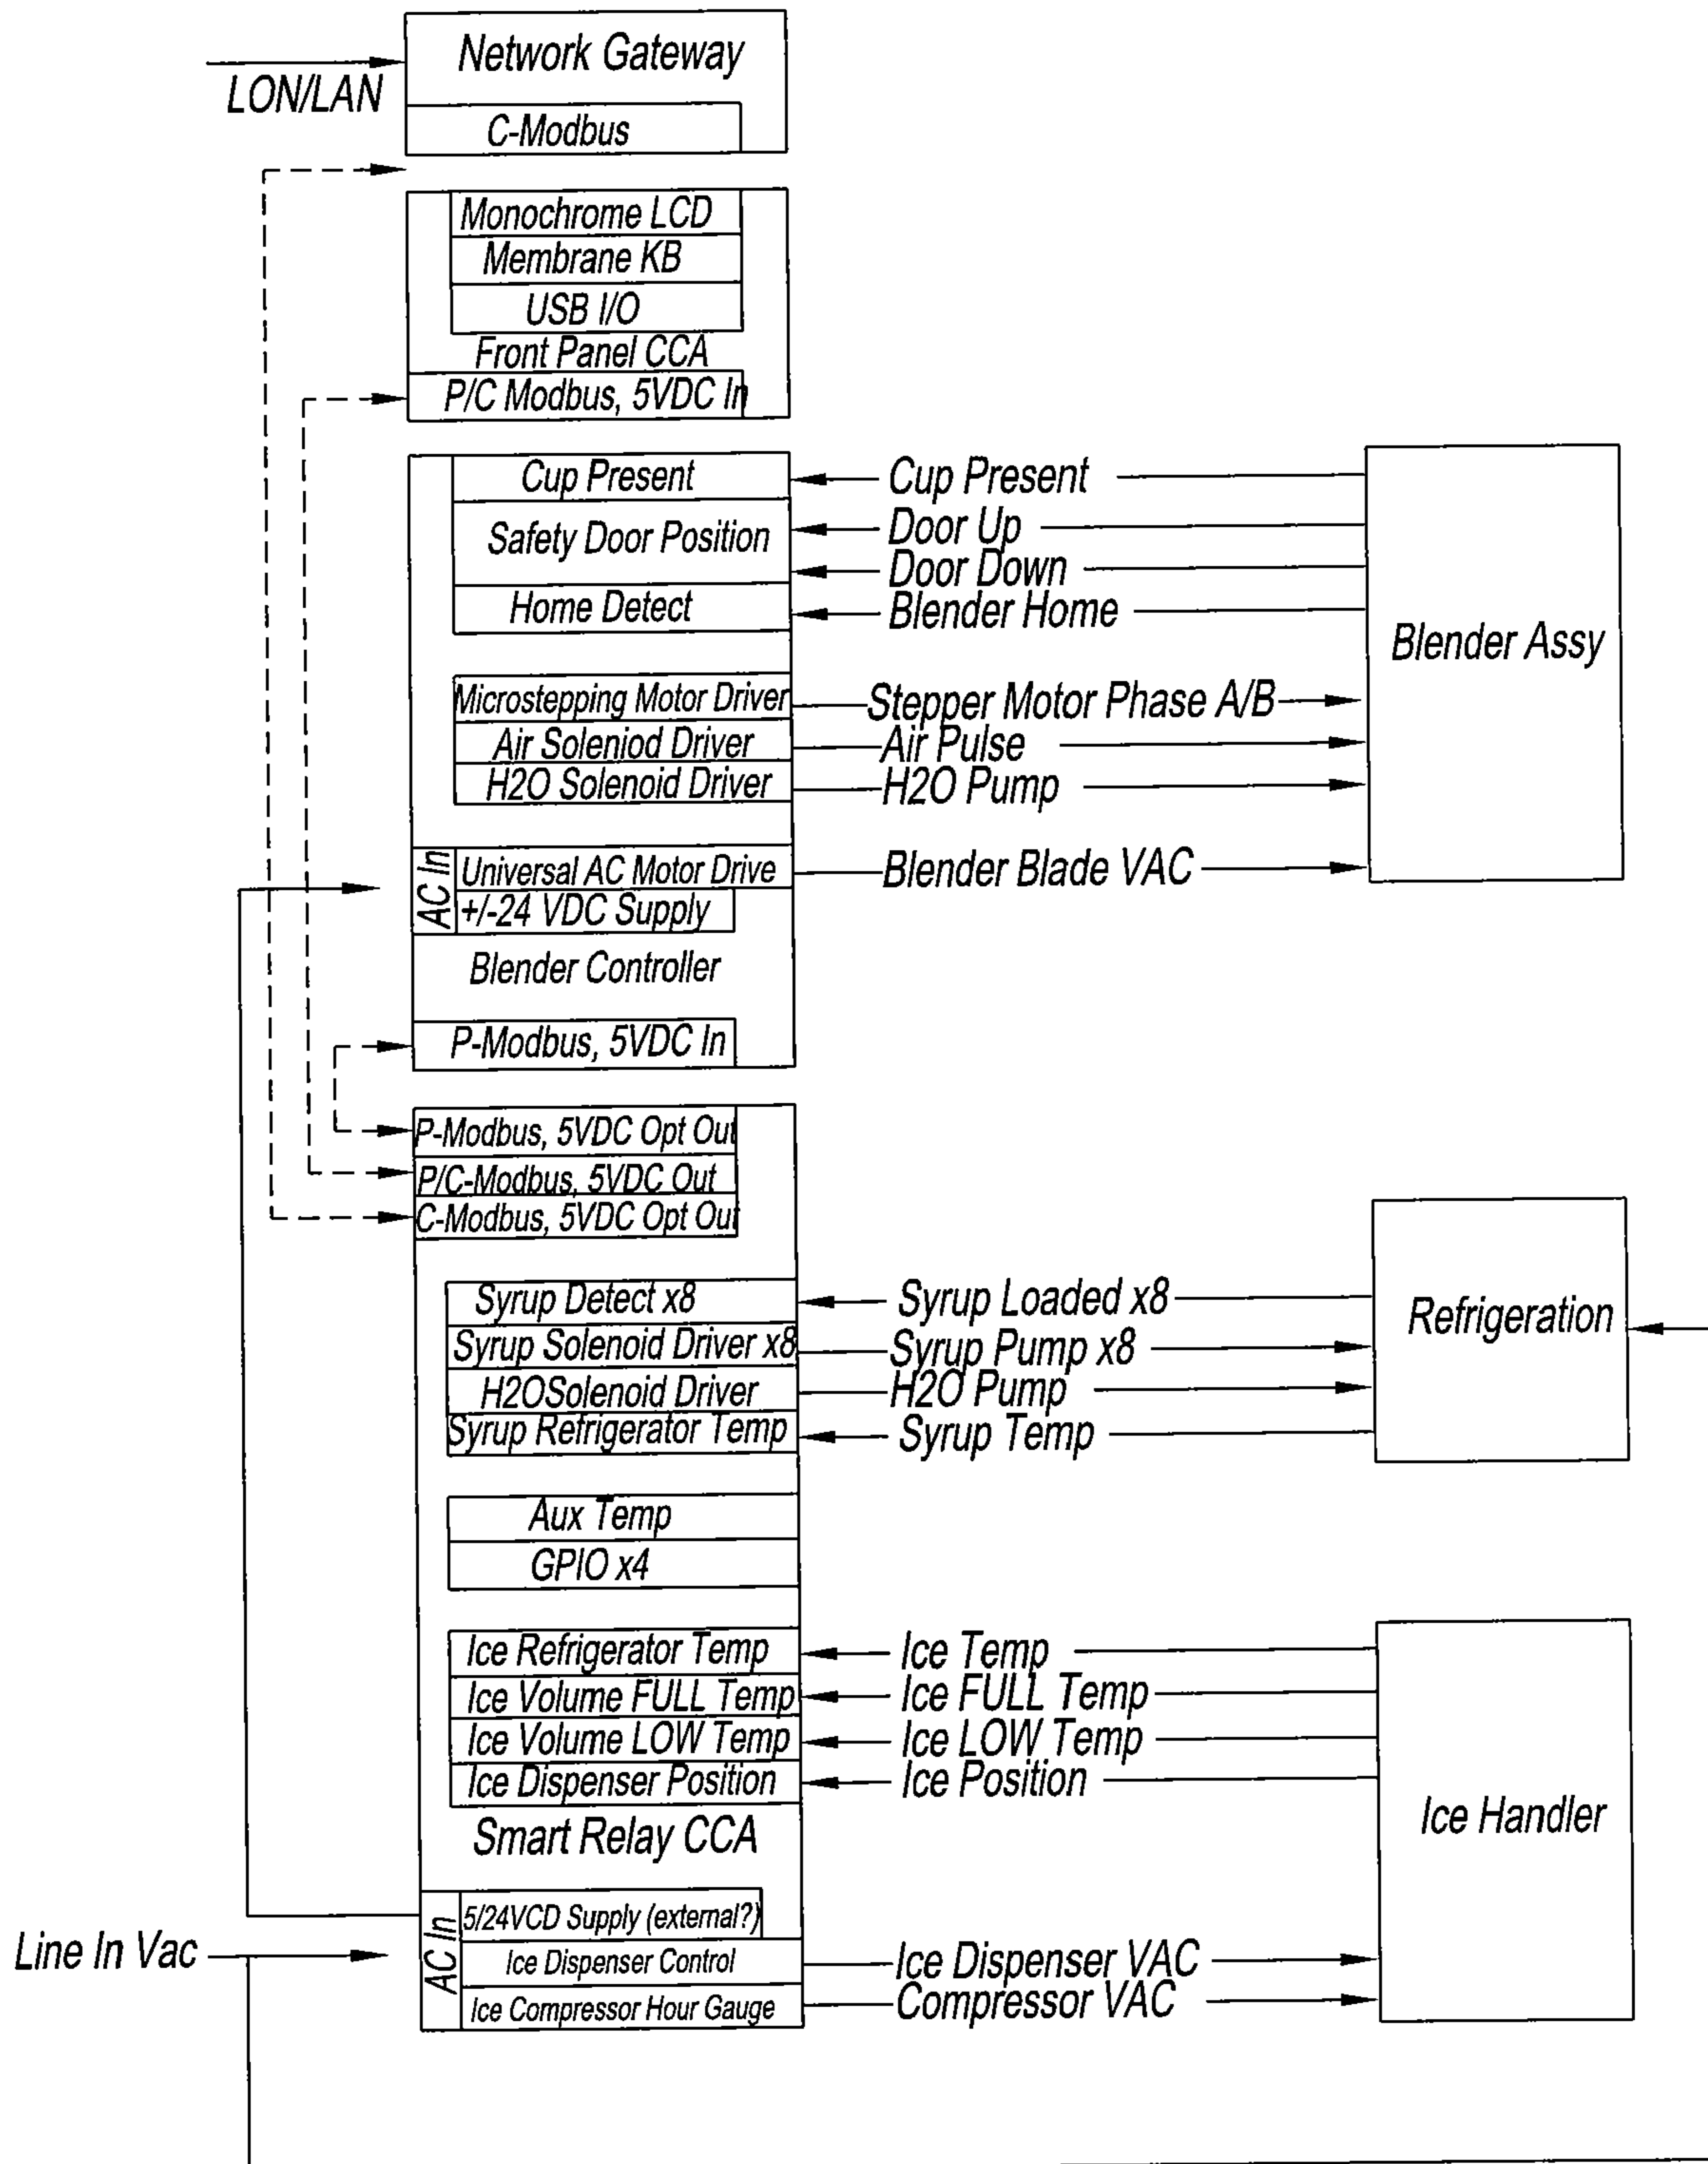 Network Gateway
LON/LAN
C-Modbus
Monochrome LCD
Membrane KB
USB I/O
Front Panel CCA
P/C Modbus, 5VDC In
Cup Present
Cup Present
Safety Door Position
Door Up
Door Down
Home Detect
Blender Home
Blender Assy
Microstepping Motor Driver
Stepper Motor Phase A/B
Air Soleniod Driver
Air Pulse
H2O Solenoid Driver
H2O Pump
AC In
Universal AC Motor Drive
Blender Blade VAC
+/-24 VDC Supply
Blender Controller
P-Modbus, 5VDC In
P-Modbus, 5VDC Opt Out
P/C-Modbus, 5VDC Out
C-Modbus, 5VDC Opt Out
Syrup Detect x8
Syrup Loaded x8
Refrigeration
Syrup Solenoid Driver x8
Syrup Pump x8
H2OSolenoid Driver
H2O Pump
Syrup Refrigerator Temp
Syrup Temp
Aux Temp
GPIO x4
Ice Refrigerator Temp
Ice Temp
Ice Volume FULL Temp
Ice FULL Temp
Ice Volume LOW Temp
Ice LOW Temp
Ice Dispenser Position
Ice Position
Ice Handler
Smart Relay CCA
Line In Vac
AC In
5/24VCD Supply (external?)
Ice Dispenser Control
Ice Dispenser VAC
Ice Compressor Hour Gauge
Compressor VAC